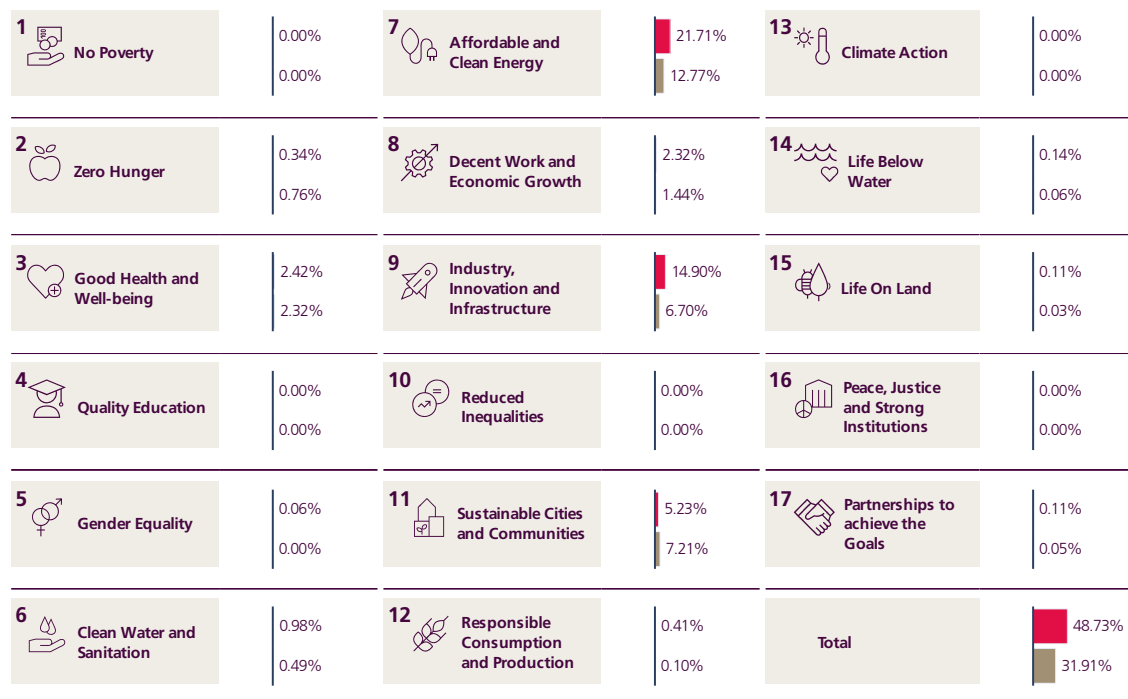 1
No Poverty
0.00%
0.00%
2
Zero Hunger
0.34%
0.76%
3
Good Health and
Well-being
2.42%
2.32%
4
Quality Education
0.00%
0.00%
5
Gender Equality
0.06%
0.00%
6
Clean Water and
Sanitation
0.98%
0.49%
7
Affordable and
Clean Energy
21.71%
12.77%
8
Decent Work and
Economic Growth
2.32%
1.44%
9
Industry,
Innovation and
Infrastructure
14.90%
6.70%
10
Reduced
Inequalities
0.00%
0.00%
11
Sustainable Cities
and Communities
5.23%
7.21%
12
Responsible
Consumption
and Production
0.41%
0.10%
13
Climate Action
0.00%
0.00%
14
Life Below
Water
0.14%
0.06%
15
Life On Land
0.11%
0.03%
16
Peace, Justice
and Strong
Institutions
0.00%
0.00%
17
Partnerships to
achieve the
Goals
0.11%
0.05%
Total
48.73%
31.91%